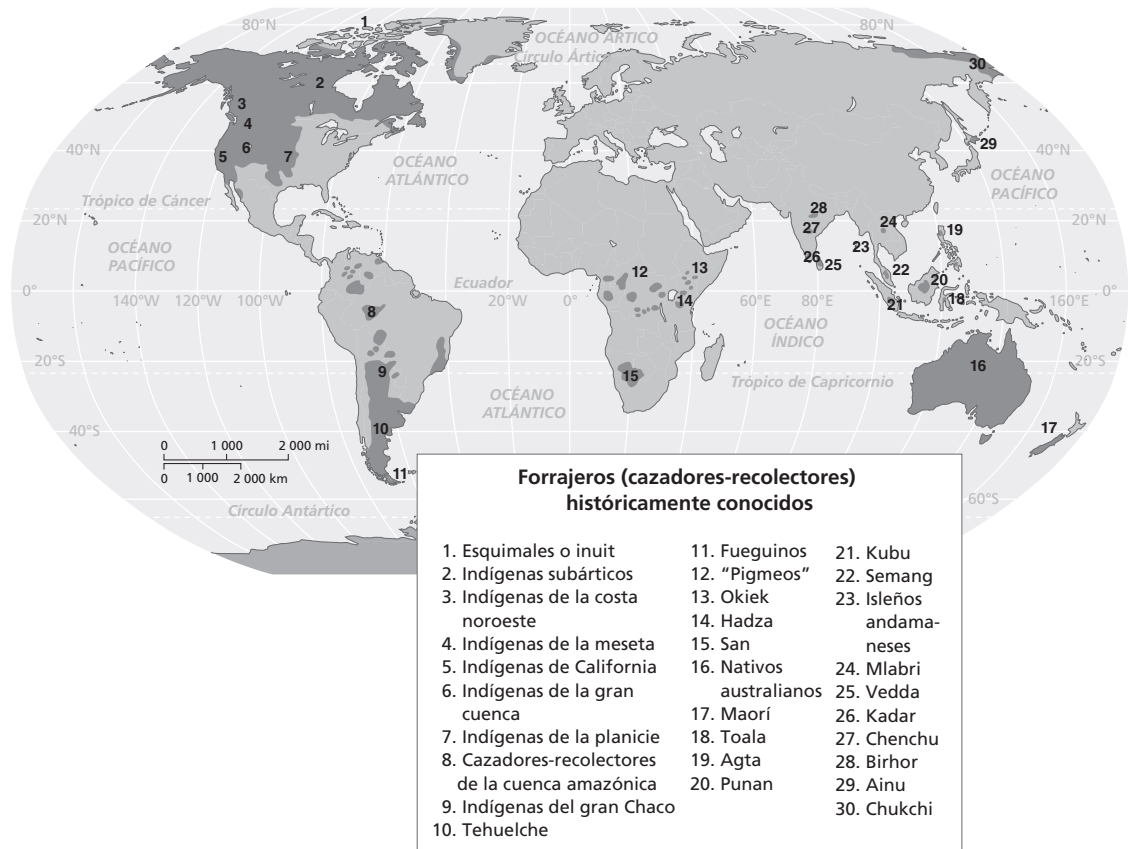 1
80°N
80°N
OCÉANO ÁRTICO
Círculo Ártico
30
2
3
4
29
40°N
5
6
7
OCÉANO
ATLÁNTICO
40°N
OCÉANO
PACÍFICO
Trópico de Cáncer
28
20°N
27
24
19
20°N
OCÉANO
PACÍFICO
23
26
25
12
13
22
Ecuador
20
0°
140°W
120°W
100°W
20°W
0°
14
60°E
80°E
21
18
160°E
0°
8
OCÉANO
ÍNDICO
20°S
9
15
16
20°S
Trópico de Capricornio
OCÉANO
ATLÁNTICO
40°S
10
17
0 1 000 2 000 mi
0 1 000 2 000 km
11
60°S
Círculo Antártico
Forrajeros (cazadores-recolectores)
históricamente conocidos
1. Esquimales o inuit
2. Indígenas subárticos
3. Indígenas de la costa
noroeste
4. Indígenas de la meseta
5. Indígenas de California
6. Indígenas de la gran
cuenca
7. Indígenas de la planicie
8. Cazadores-recolectores
de la cuenca amazónica
9. Indígenas del gran Chaco
10. Tehuelche
11. Fueguinos
12. “Pigmeos”
13. Okiek
14. Hadza
15. San
16. Nativos
australianos
17. Maorí
18. Toala
19. Agta
20. Punan
21. Kubu
22. Semang
23. Isleños
andama-
neses
24. Mlabri
25. Vedda
26. Kadar
27. Chenchu
28. Birhor
29. Ainu
30. Chukchi